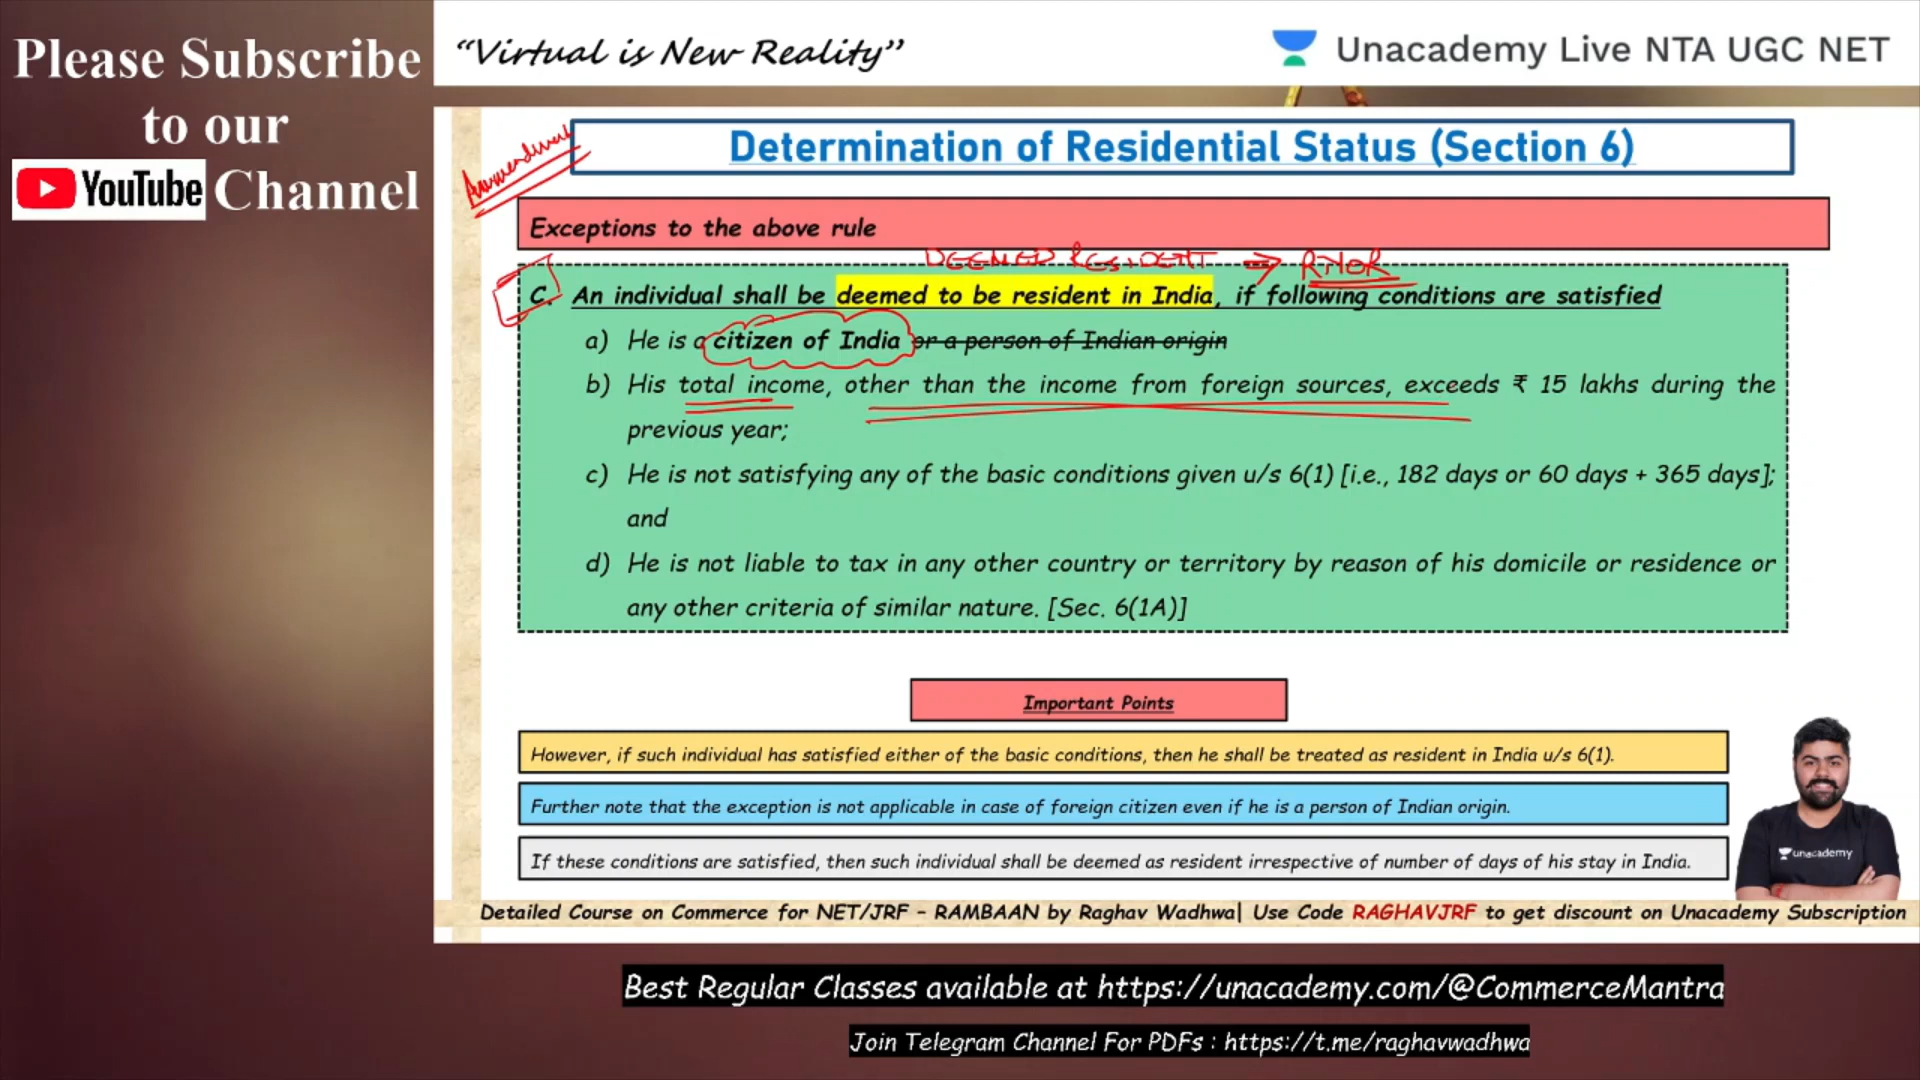 Please Subscribe
to our
YouTube Channel
“Virtual is New Reality”
Unacademy Live NTA UGC NET
Amendment
Determination of Residential Status (Section 6)
Exceptions to the above rule
DEEMED RESIDENT ⇒ RNOR
C. An individual shall be deemed to be resident in India, if following conditions are satisfied
a) He is a citizen of India or a person of Indian origin
b) His total income, other than the income from foreign sources, exceeds ₹ 15 lakhs during the
previous year;
c) He is not satisfying any of the basic conditions given u/s 6(1) [i.e., 182 days or 60 days + 365 days];
and
d) He is not liable to tax in any other country or territory by reason of his domicile or residence or
any other criteria of similar nature. [Sec. 6(1A)]
Important Points
However, if such individual has satisfied either of the basic conditions, then he shall be treated as resident in India u/s 6(1).
Further note that the exception is not applicable in case of foreign citizen even if he is a person of Indian origin.
If these conditions are satisfied, then such individual shall be deemed as resident irrespective of number of days of his stay in India.
unacademy
Detailed Course on Commerce for NET/JRF – RAMBAAN by Raghav Wadhwa| Use Code RAGHAVJRF to get discount on Unacademy Subscription
Best Regular Classes available at https://unacademy.com/@CommerceMantra
Join Telegram Channel For PDFs : https://t.me/raghavwadhwa